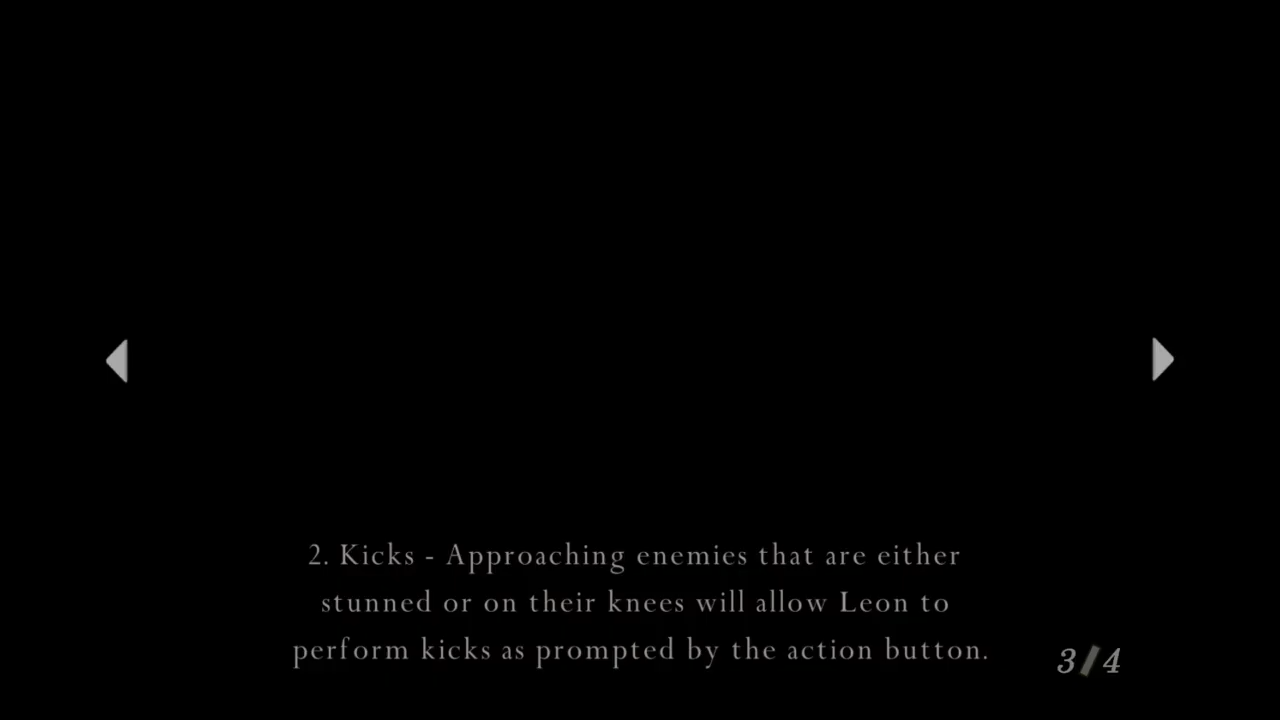 2. Kicks - Approaching enemies that are either
stunned or on their knees will allow Leon to
perform kicks as prompted by the action button.
3/4